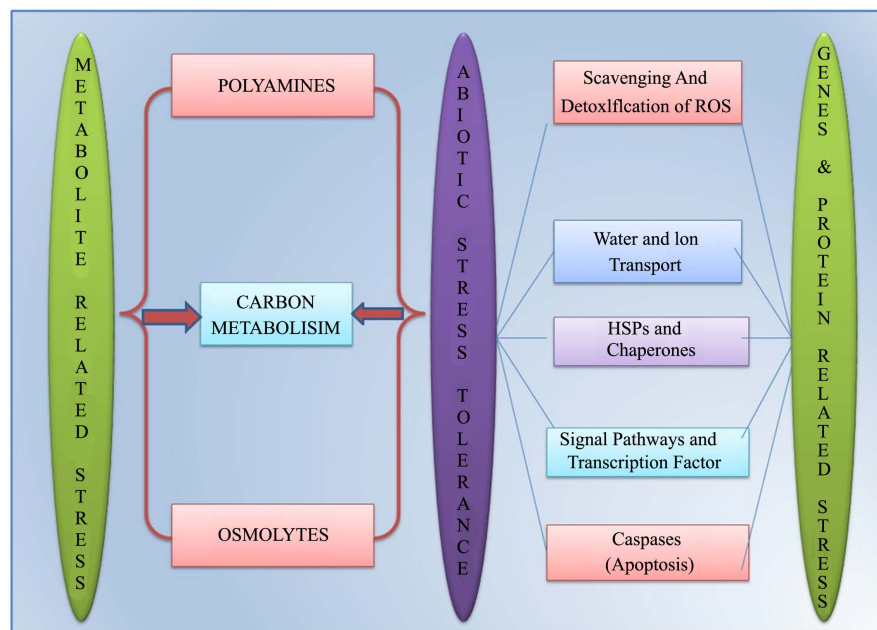 METABOLITE RELATED STRESS
POLYAMINES
CARBON
METABOLISIM
OSMOLYTES
ABIOTIC STRESS TOLERANCE
Scavenging And
Detoxlflcation of ROS
Water and lon
Transport
HSPs and
Chaperones
Signal Pathways and
Transcription Factor
Caspases
(Apoptosis)
GENES & PROTEIN RELATED STRESS